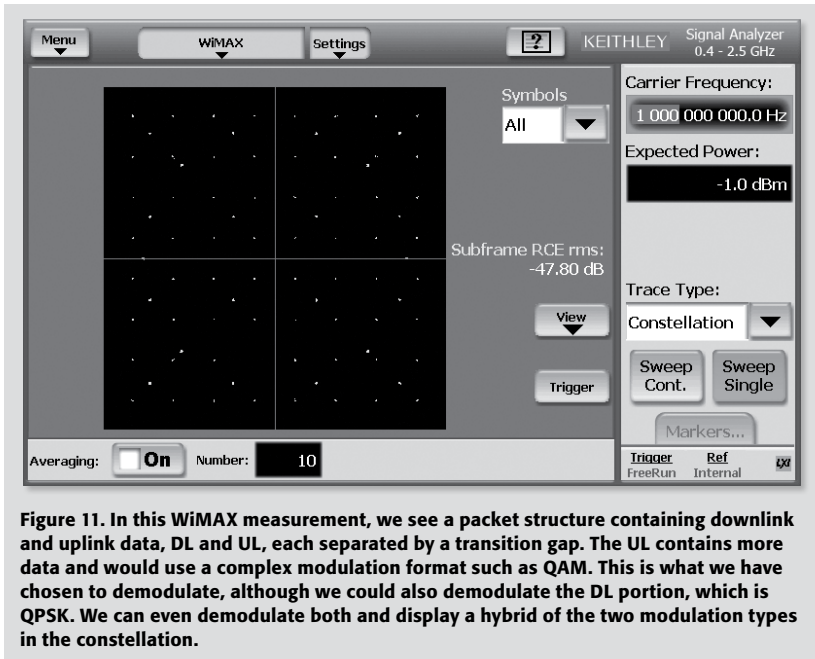 Menu
WiMAX
Settings
?
KEITHLEY
Signal Analyzer
0.4 - 2.5 GHz
Symbols
All
Subframe RCE rms:
-47.80 dB
View
Trigger
Carrier Frequency:
1 000 000 000.0 Hz
Expected Power:
-1.0 dBm
Trace Type:
Constellation
Sweep Cont.
Sweep Single
Markers...
Averaging:
On
Number:
10
Trigger
FreeRun
Ref
Internal
LXI
Figure 11. In this WiMAX measurement, we see a packet structure containing downlink
and uplink data, DL and UL, each separated by a transition gap. The UL contains more
data and would use a complex modulation format such as QAM. This is what we have
chosen to demodulate, although we could also demodulate the DL portion, which is
QPSK. We can even demodulate both and display a hybrid of the two modulation types
in the constellation.